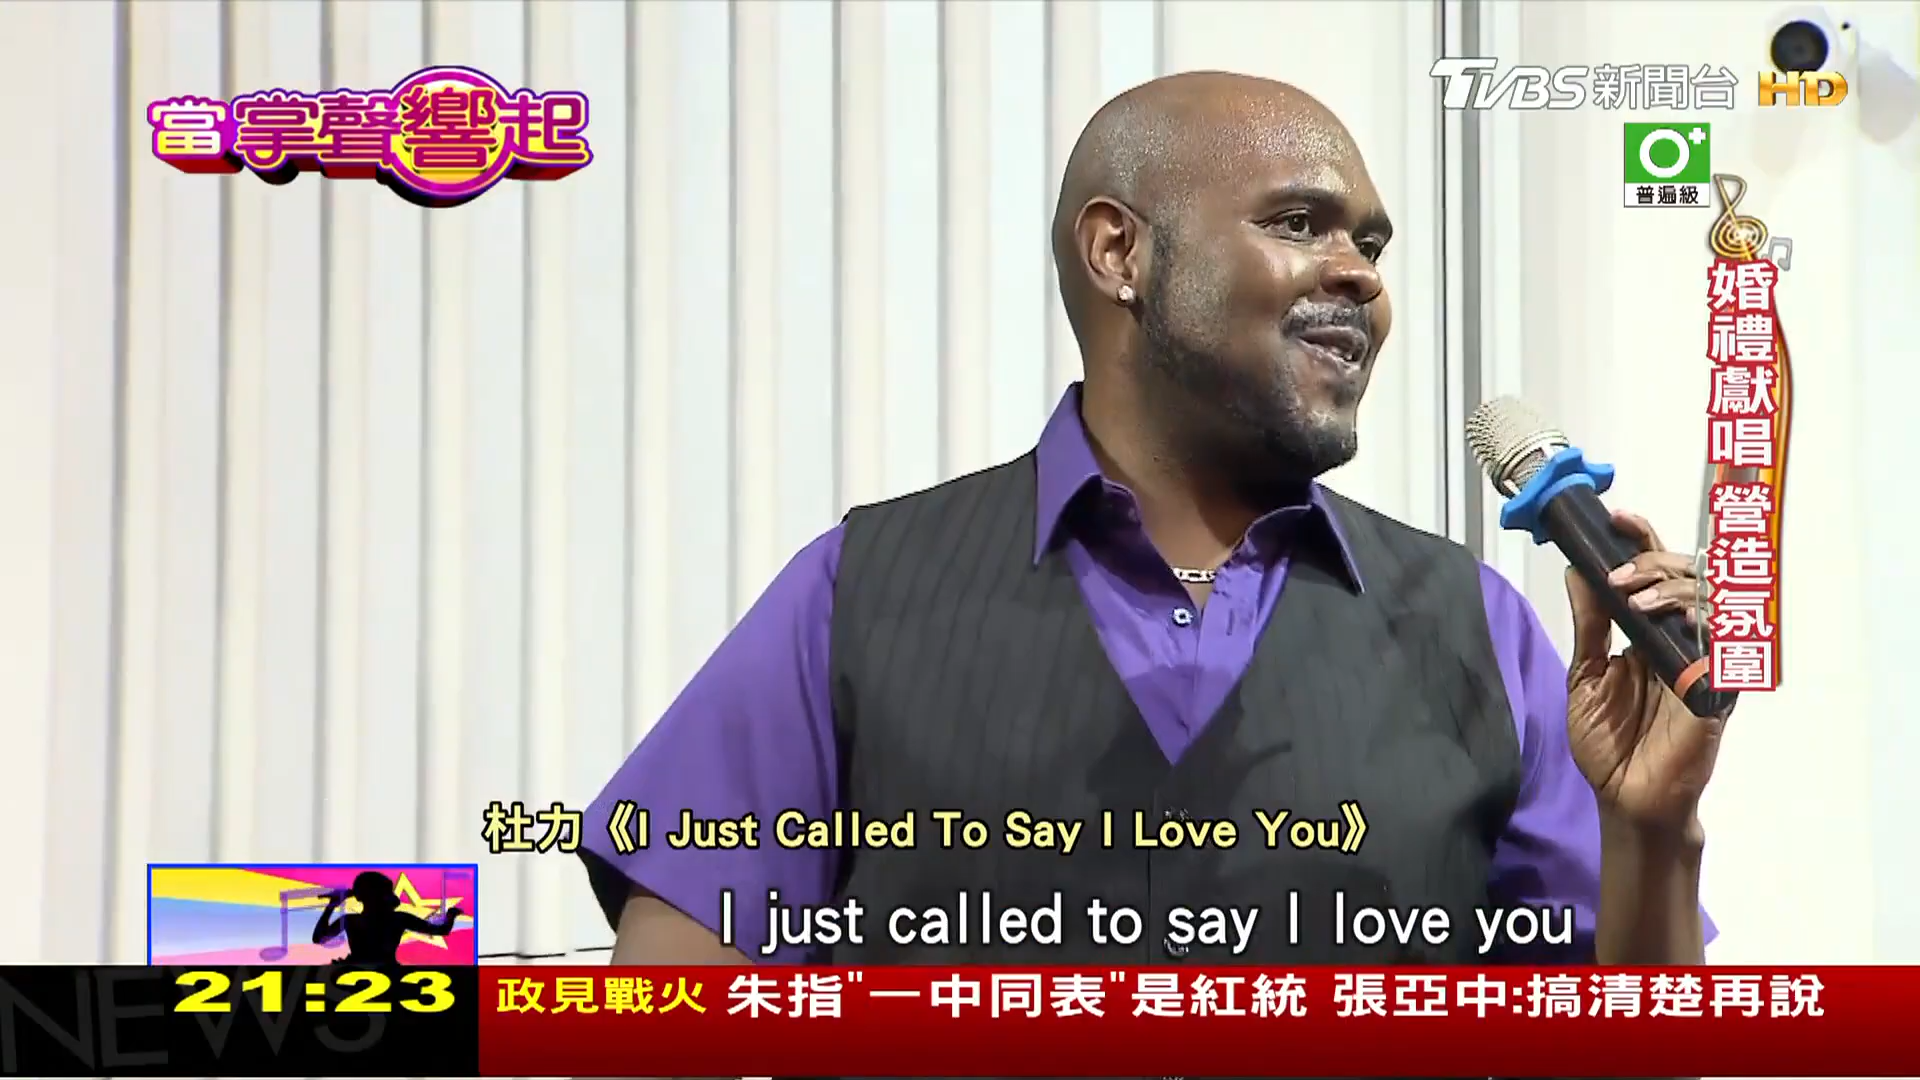 當掌聲響起
TVBS新聞台 HD
普遍級
婚禮獻唱 營造氛圍
杜力《I Just Called To Say I Love You》
I just called to say I love you
NEWS
21:23
政見戰火 朱指"一中同表"是紅統 張亞中:搞清楚再說